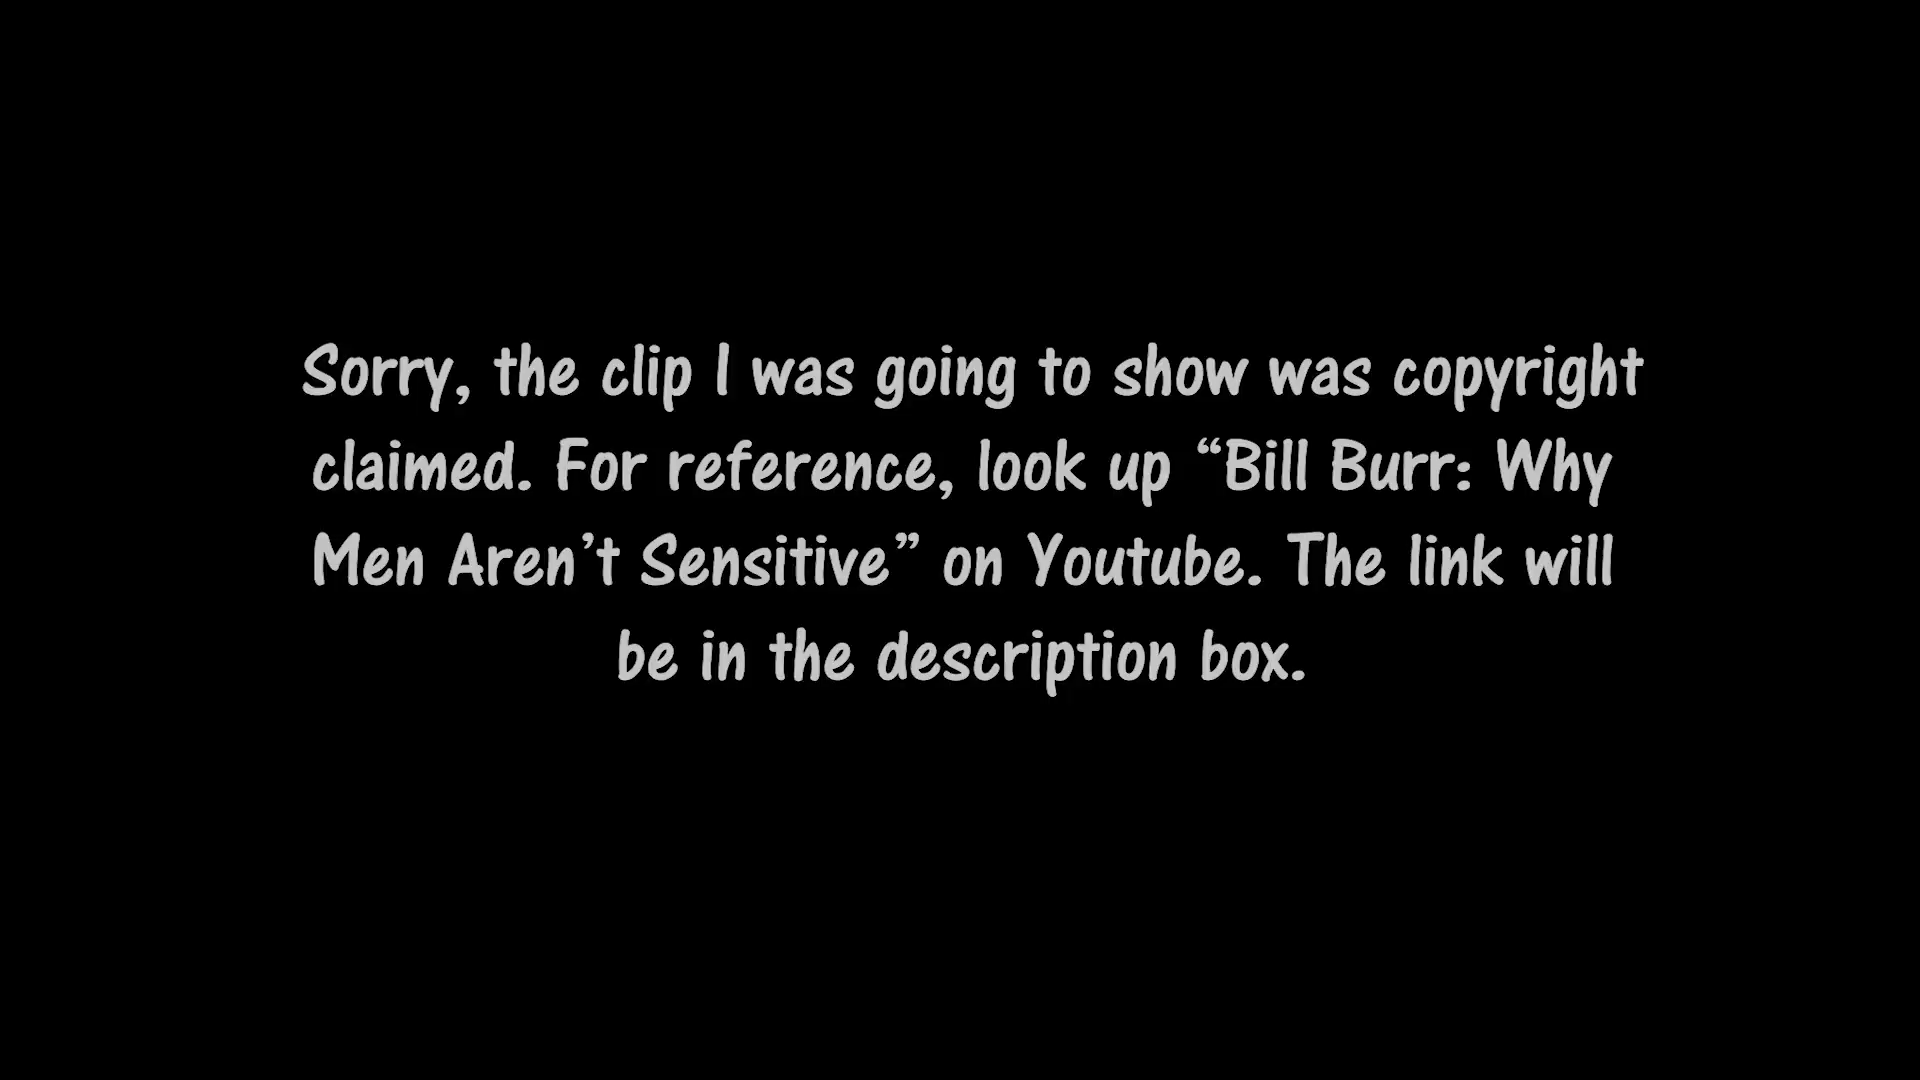 Sorry, the clip I was going to show was copyright
claimed. For reference, look up “Bill Burr: Why
Men Aren’t Sensitive” on Youtube. The link will
be in the description box.